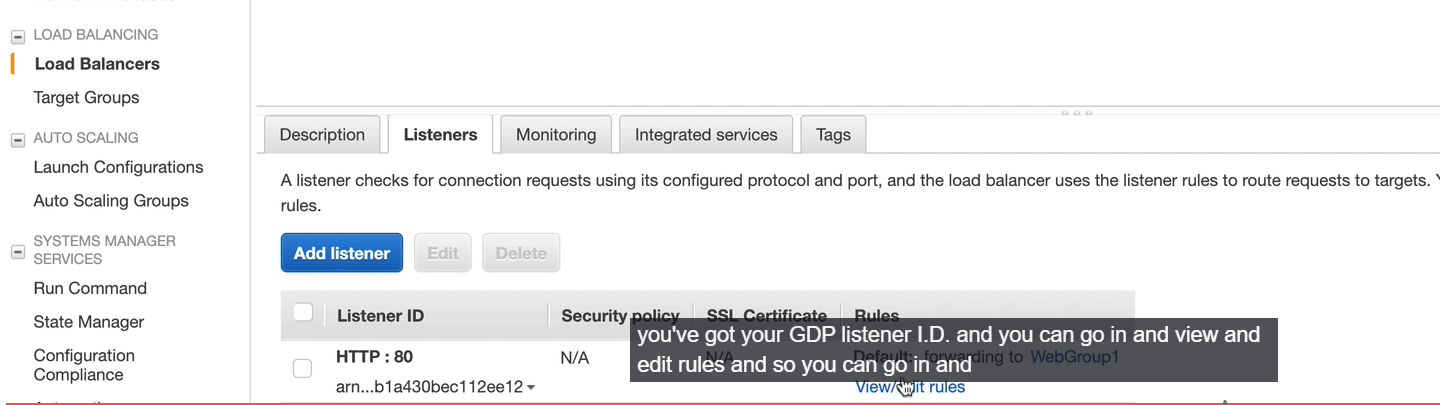 LOAD BALANCING
Load Balancers
Target Groups
AUTO SCALING
Launch Configurations
Auto Scaling Groups
SYSTEMS MANAGER
SERVICES
Run Command
State Manager
Configuration
Compliance
Description Listeners Monitoring Integrated services Tags
A listener checks for connection requests using its configured protocol and port, and the load balancer uses the listener rules to route requests to targets.
rules.
Add listener Edit Delete
Listener ID Security policy SSL Certificate Rules
HTTP : 80 N/A N/A Default: forwarding to WebGroup1
arn...b1a430bec112ee12 View/edit rules
you've got your GDP listener I.D. and you can go in and view and
edit rules and so you can go in and